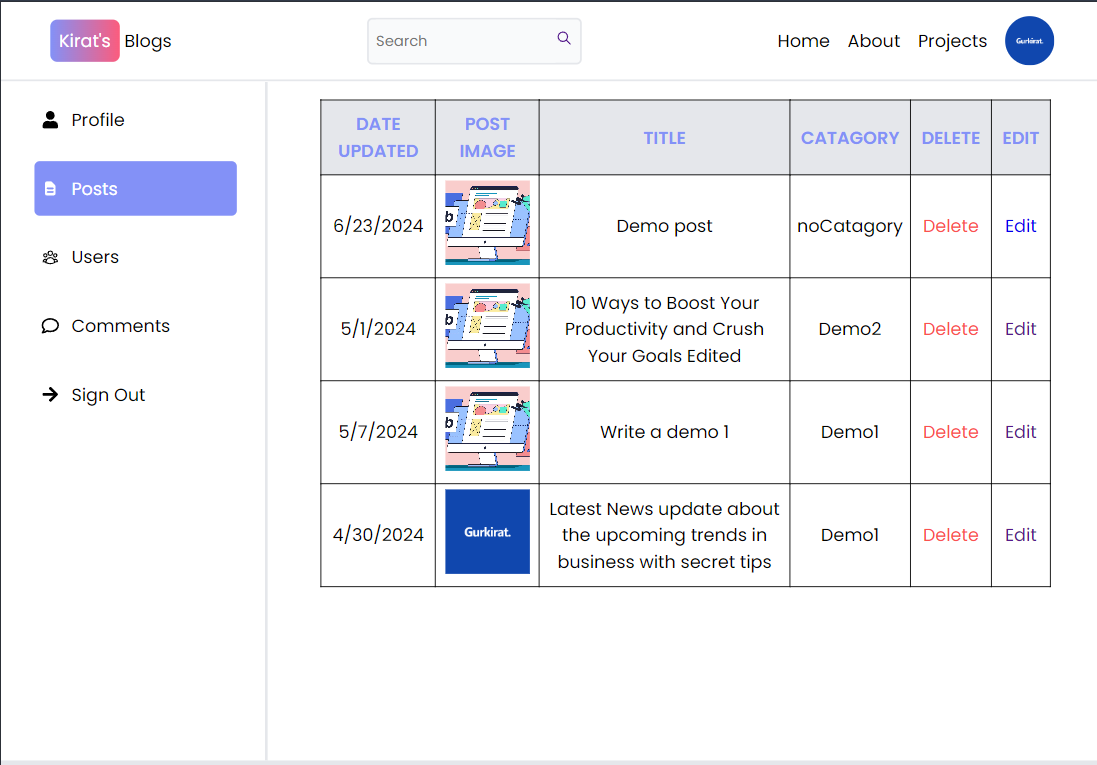 Kirat's Blogs
Search
Home About Projects
Gurkirat.
Profile
Posts
Users
Comments
Sign Out
DATE UPDATED POST IMAGE TITLE CATAGORY DELETE EDIT
6/23/2024 b Demo post noCatagory Delete Edit
5/1/2024 b 10 Ways to Boost Your
Productivity and Crush
Your Goals Edited Demo2 Delete Edit
5/7/2024 b Write a demo 1 Demo1 Delete Edit
4/30/2024 Gurkirat. Latest News update about
the upcoming trends in
business with secret tips Demo1 Delete Edit